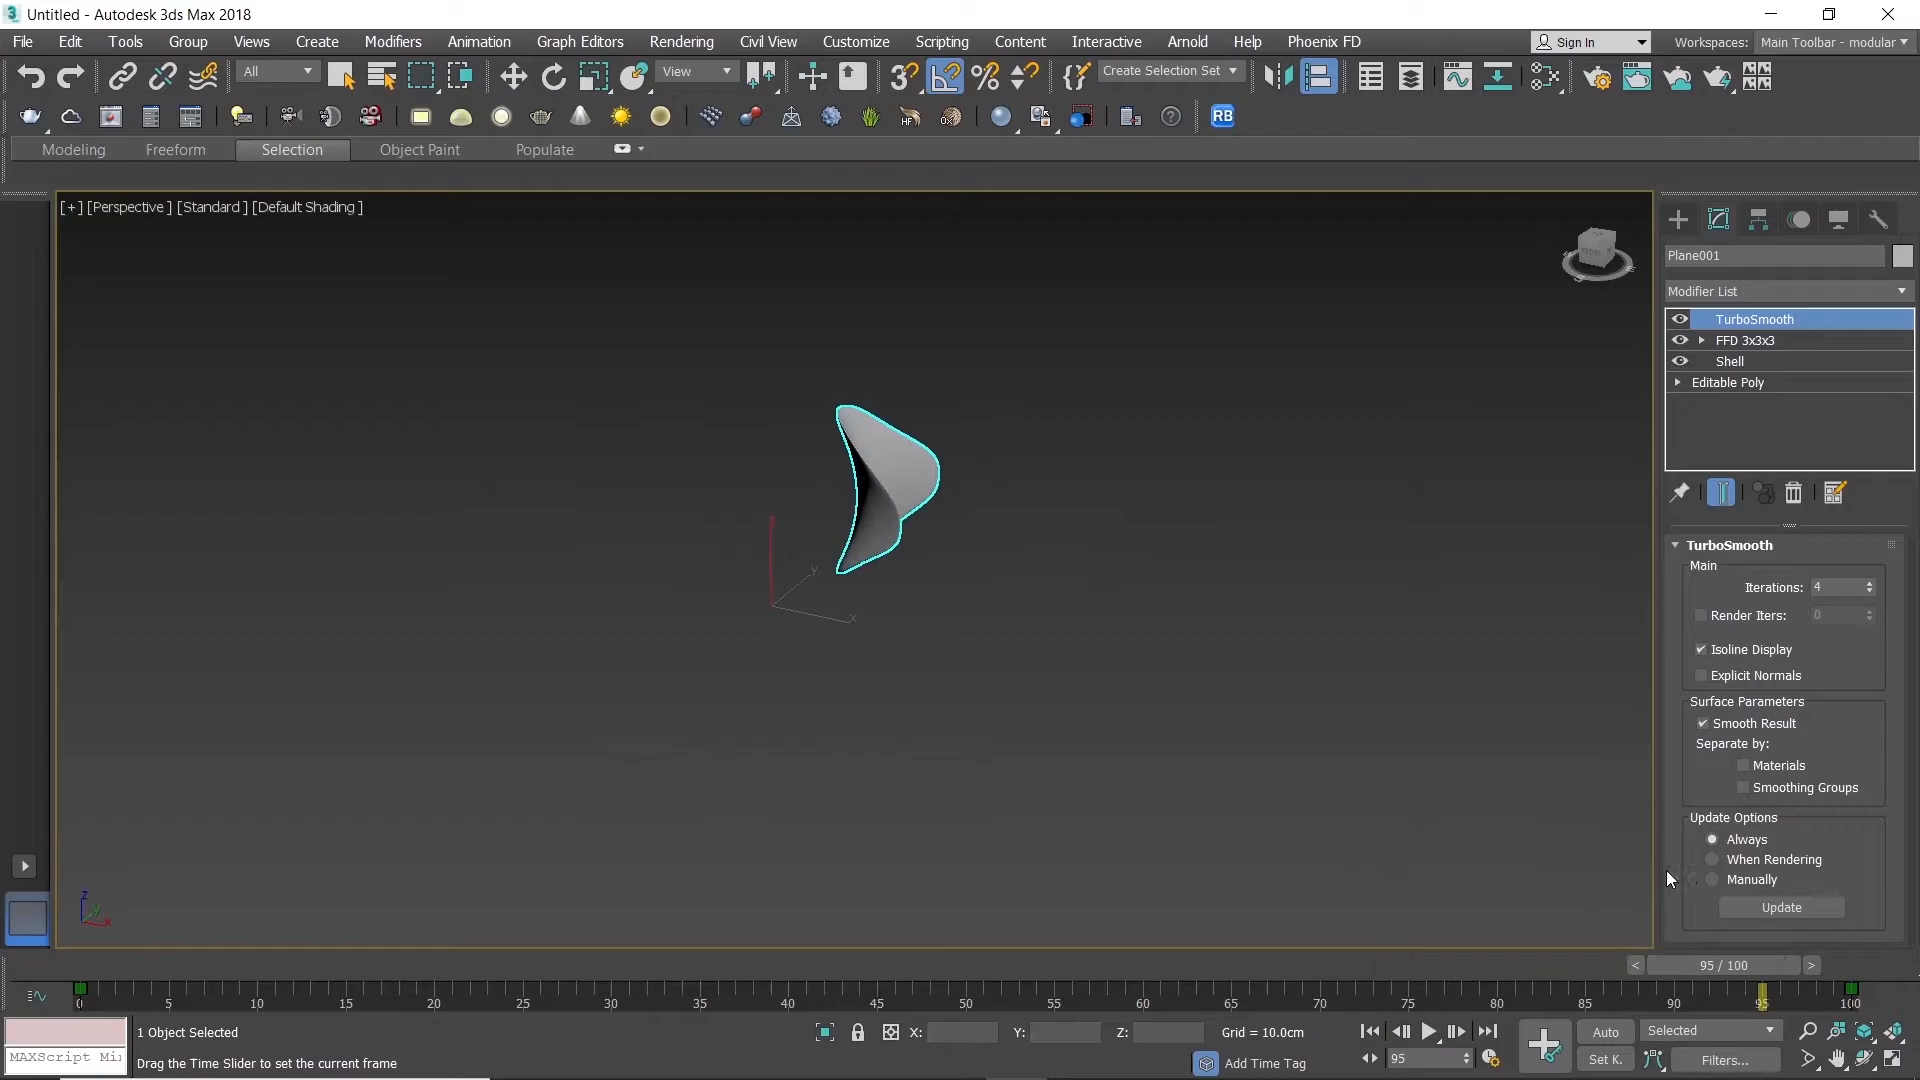 Untitled - Autodesk 3ds Max 2018
File Edit Tools Group Views Create Modifiers Animation Graph Editors Rendering Civil View Customize Scripting Content Interactive Arnold Help Phoenix FD Sign In Workspaces: Main Toolbar - modular
All View Create Selection Set
RB
Modeling Freeform Selection Object Paint Populate
[ + ] [Perspective ] [Standard ] [Default Shading ]
Plane001
Modifier List
TurboSmooth
FFD 3x3x3
Shell
Editable Poly
TurboSmooth
Main
Iterations: 4
Render Iters: 0
Isoline Display
Explicit Normals
Surface Parameters
Smooth Result
Separate by:
Materials
Smoothing Groups
Update Options
Always
When Rendering
Manually
Update
y
x
z
y
x
< 95 / 100 >
0 5 10 15 20 25 30 35 40 45 50 55 60 65 70 75 80 85 90 95 100
1 Object Selected X: Y: Z: Grid = 10.0cm Auto Selected
MAXScript Mi
Drag the Time Slider to set the current frame Add Time Tag 95 Set K. Filters...